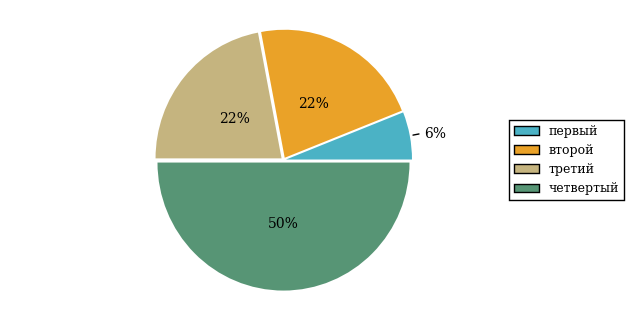 22%
22%
6%
50%
первый
второй
третий
четвертый